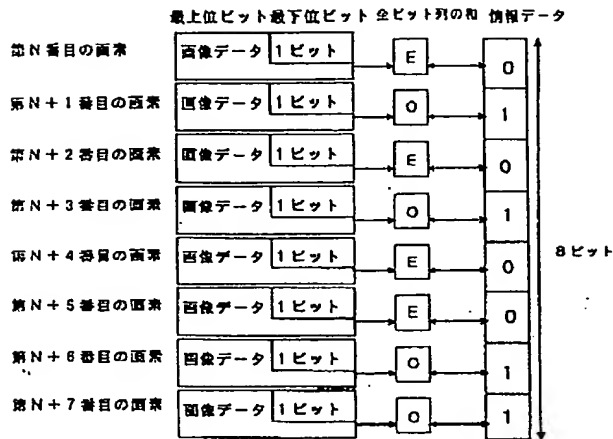 最上位ビット 最下位ビット 全ビット列の和 情報データ
第N番目の画素 画像データ 1ビット E 0
第N+1番目の画素 画像データ 1ビット O 1
第N+2番目の画素 画像データ 1ビット E 0
第N+3番目の画素 画像データ 1ビット O 1
第N+4番目の画素 画像データ 1ビット E 0
8ビット
第N+5番目の画素 画像データ 1ビット E 0
第N+6番目の画素 画像データ 1ビット O 1
第N+7番目の画素 画像データ 1ビット O 1